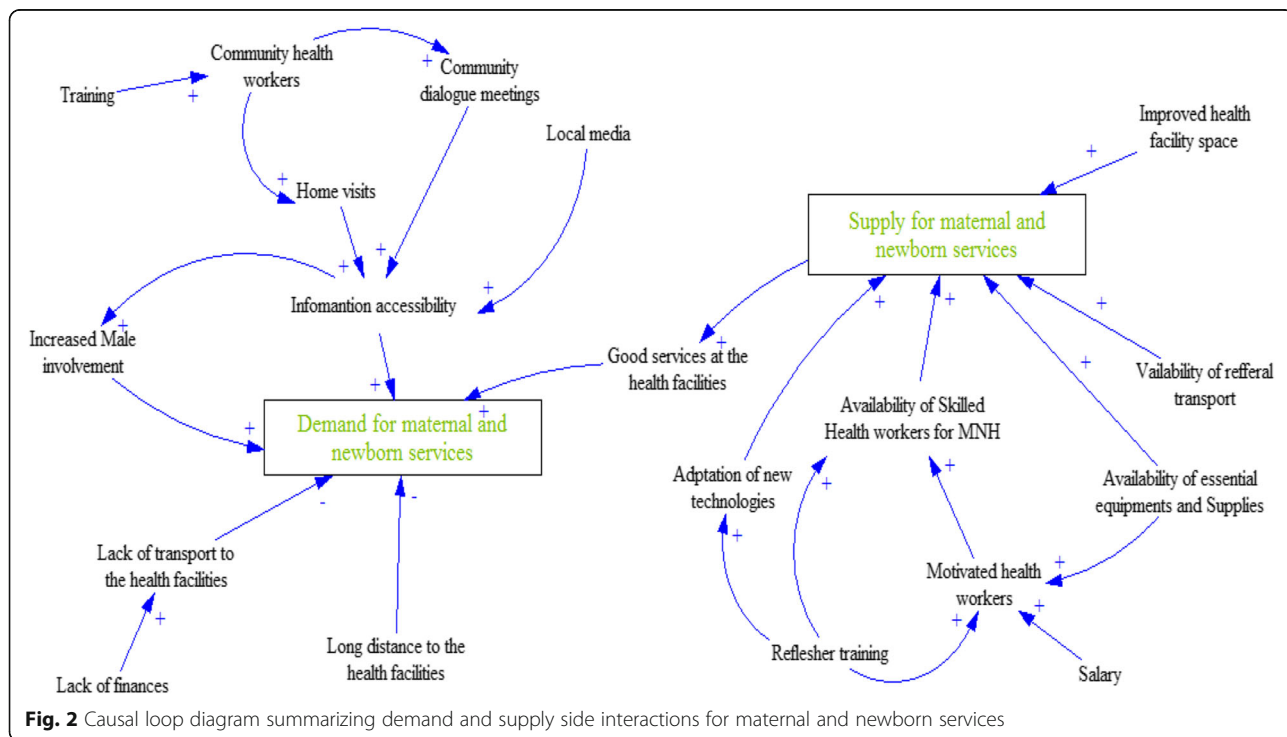 Community health
workers
+
Community
dialogue meetings
Training
+
Local media
+
Home visits
Improved health
facility space
+
Supply for maternal and
newborn services
+
+
+
Infomantion accessibility
+
Increased Male
involvement
+
+
Good services at the
health facilities
+
+
+
+
+
+
Vailability of refferal
transport
Demand for maternal and
newborn services
+
+
Availability of Skilled
Health workers for MNH
Adptation of new
technologies
+
+
+
Availability of essential
equipments and Supplies
-
-
Lack of transport to
the health facilities
+
Motivated health
workers
+
+
+
Long distance to the
health facilities
Reflesher training
Salary
Lack of finances
Fig. 2 Causal loop diagram summarizing demand and supply side interactions for maternal and newborn services